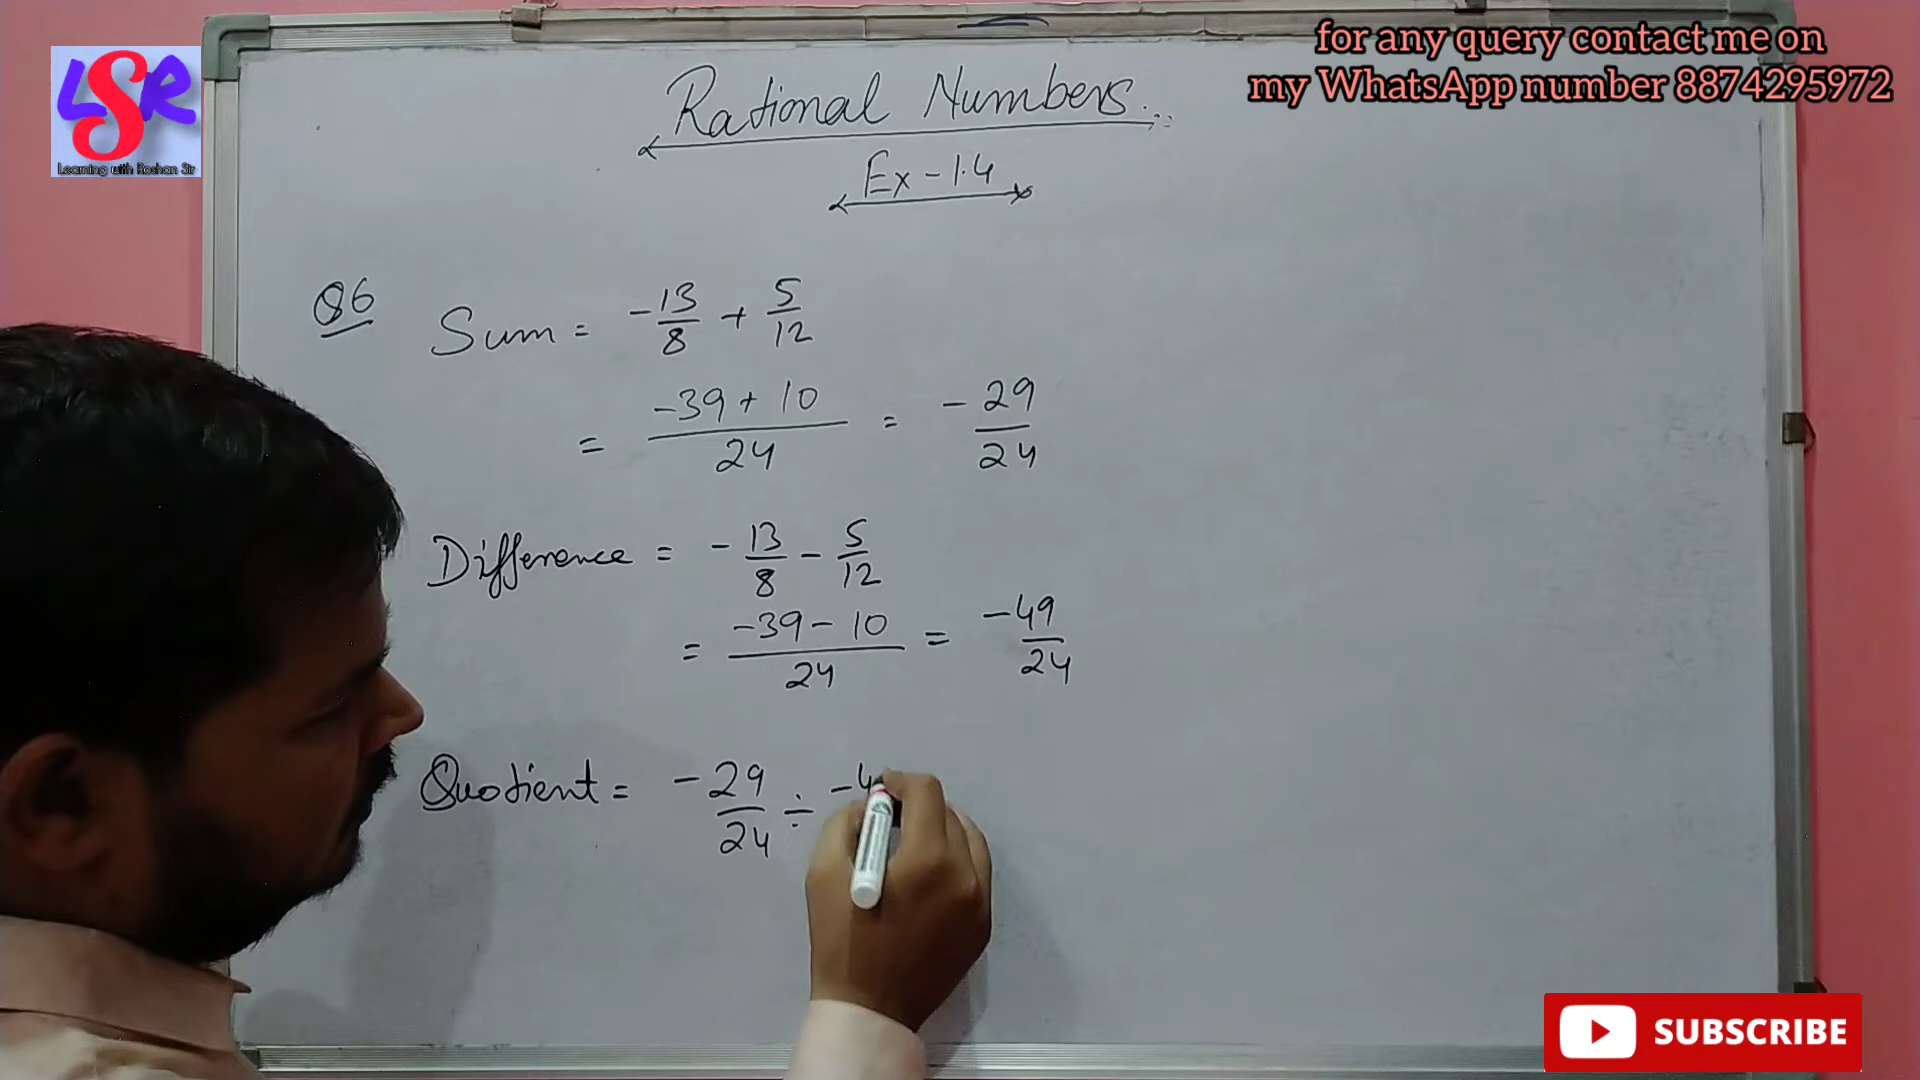 for any query contact me on
my WhatsApp number 8874295972
LSR
Learning with Roshan Sir
Rational Numbers.
Ex-1.4
Q6 Sum = -13/8 + 5/12
= -39+10/24 = -29/24
Difference = -13/8 - 5/12
= -39-10/24 = -49/24
Quotient = -29/24 ÷ -4
SUBSCRIBE